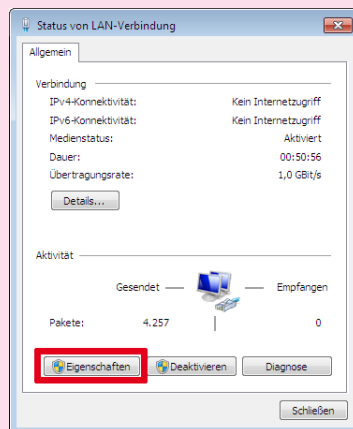 Status von LAN-Verbindung
Allgemein
Verbindung
IPv4-Konnektivität: Kein Internetzugriff
IPv6-Konnektivität: Kein Internetzugriff
Medienstatus: Aktiviert
Dauer: 00:50:56
Übertragungsrate: 1,0 GBit/s
Details...
Aktivität
Gesendet — — Empfangen
Pakete: 4.257 | 0
Eigenschaften Deaktivieren Diagnose
Schließen